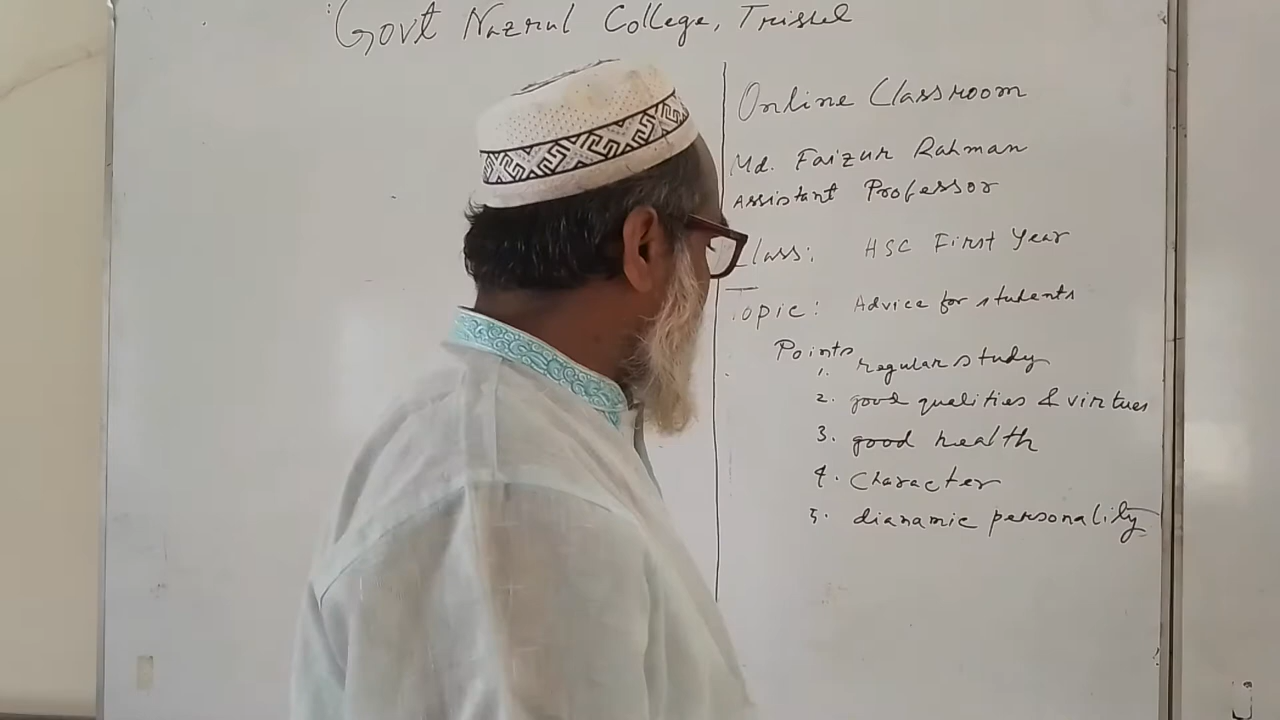 Govt Nazrul College, Trishal
Online Classroom
Md. Faizur Rahman
Assistant Professor
Class: HSC First Year
Topic: Advice for students
Points
1. regular study
2. good qualities & virtues
3. good health
4. Character
5. dianamic personality